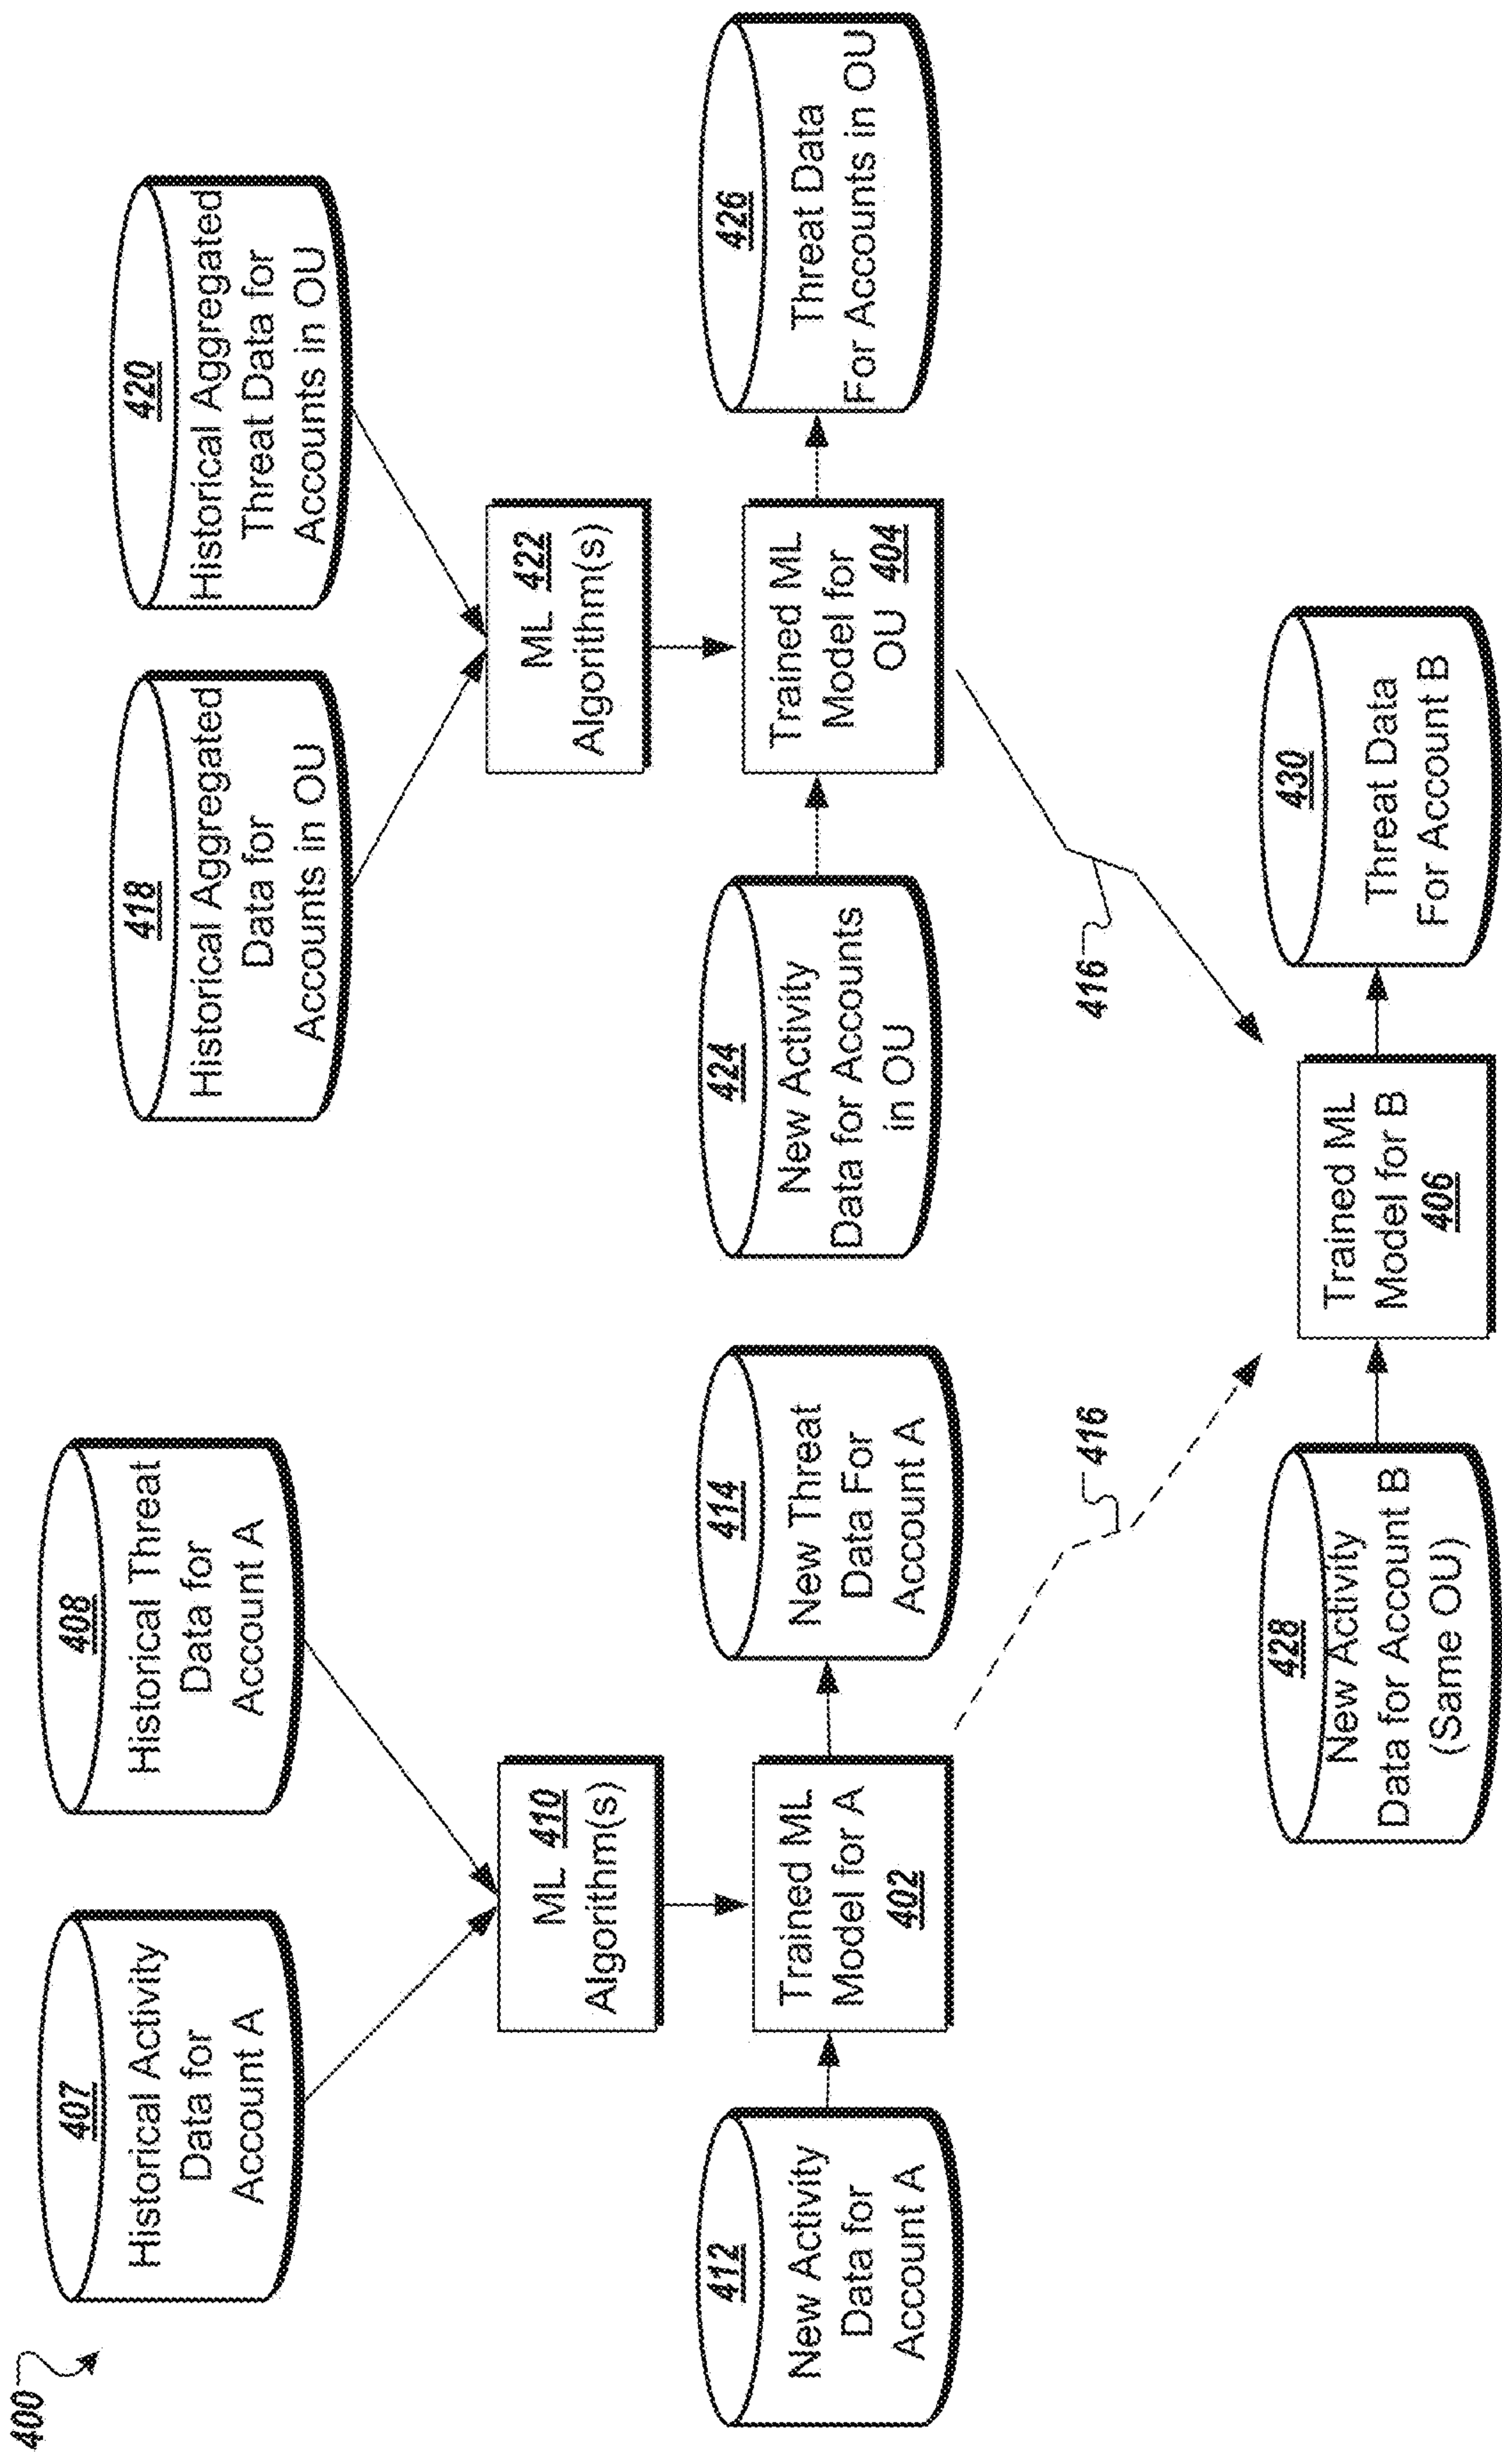 400
407
Historical Activity
Data for
Account A
408
Historical Threat
Data for
Account A
418
Historical Aggregated
Data for
Accounts in OU
420
Historical Aggregated
Threat Data for
Accounts in OU
ML 410
Algorithm(s)
ML 422
Algorithm(s)
412
New Activity
Data for
Account A
Trained ML
Model for A
402
414
New Threat
Data For
Account A
424
New Activity
Data for Accounts
in OU
Trained ML
Model for
OU 404
426
Threat Data
For Accounts in OU
416
416
428
New Activity
Data for Account B
(Same OU)
Trained ML
Model for B
406
430
Threat Data
For Account B